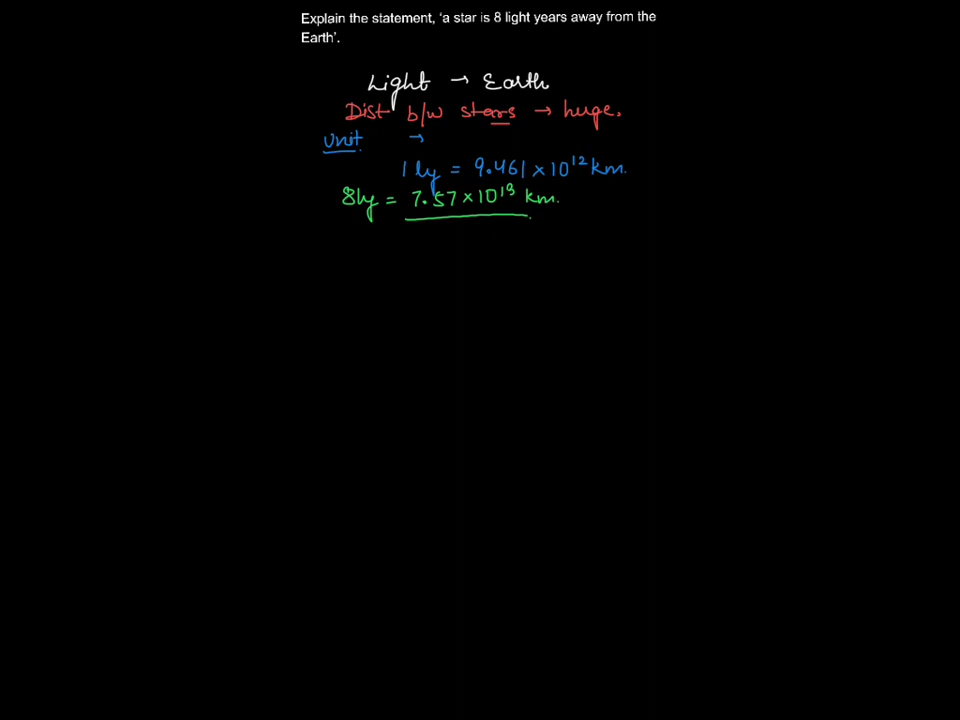 Explain the statement, ‘a star is 8 light years away from the
Earth’.
Light → Earth
Dist b/w stars → huge.
Unit →
1 ly = 9.461 × 10¹² km.
8ly = 7.57 × 10¹³ km.